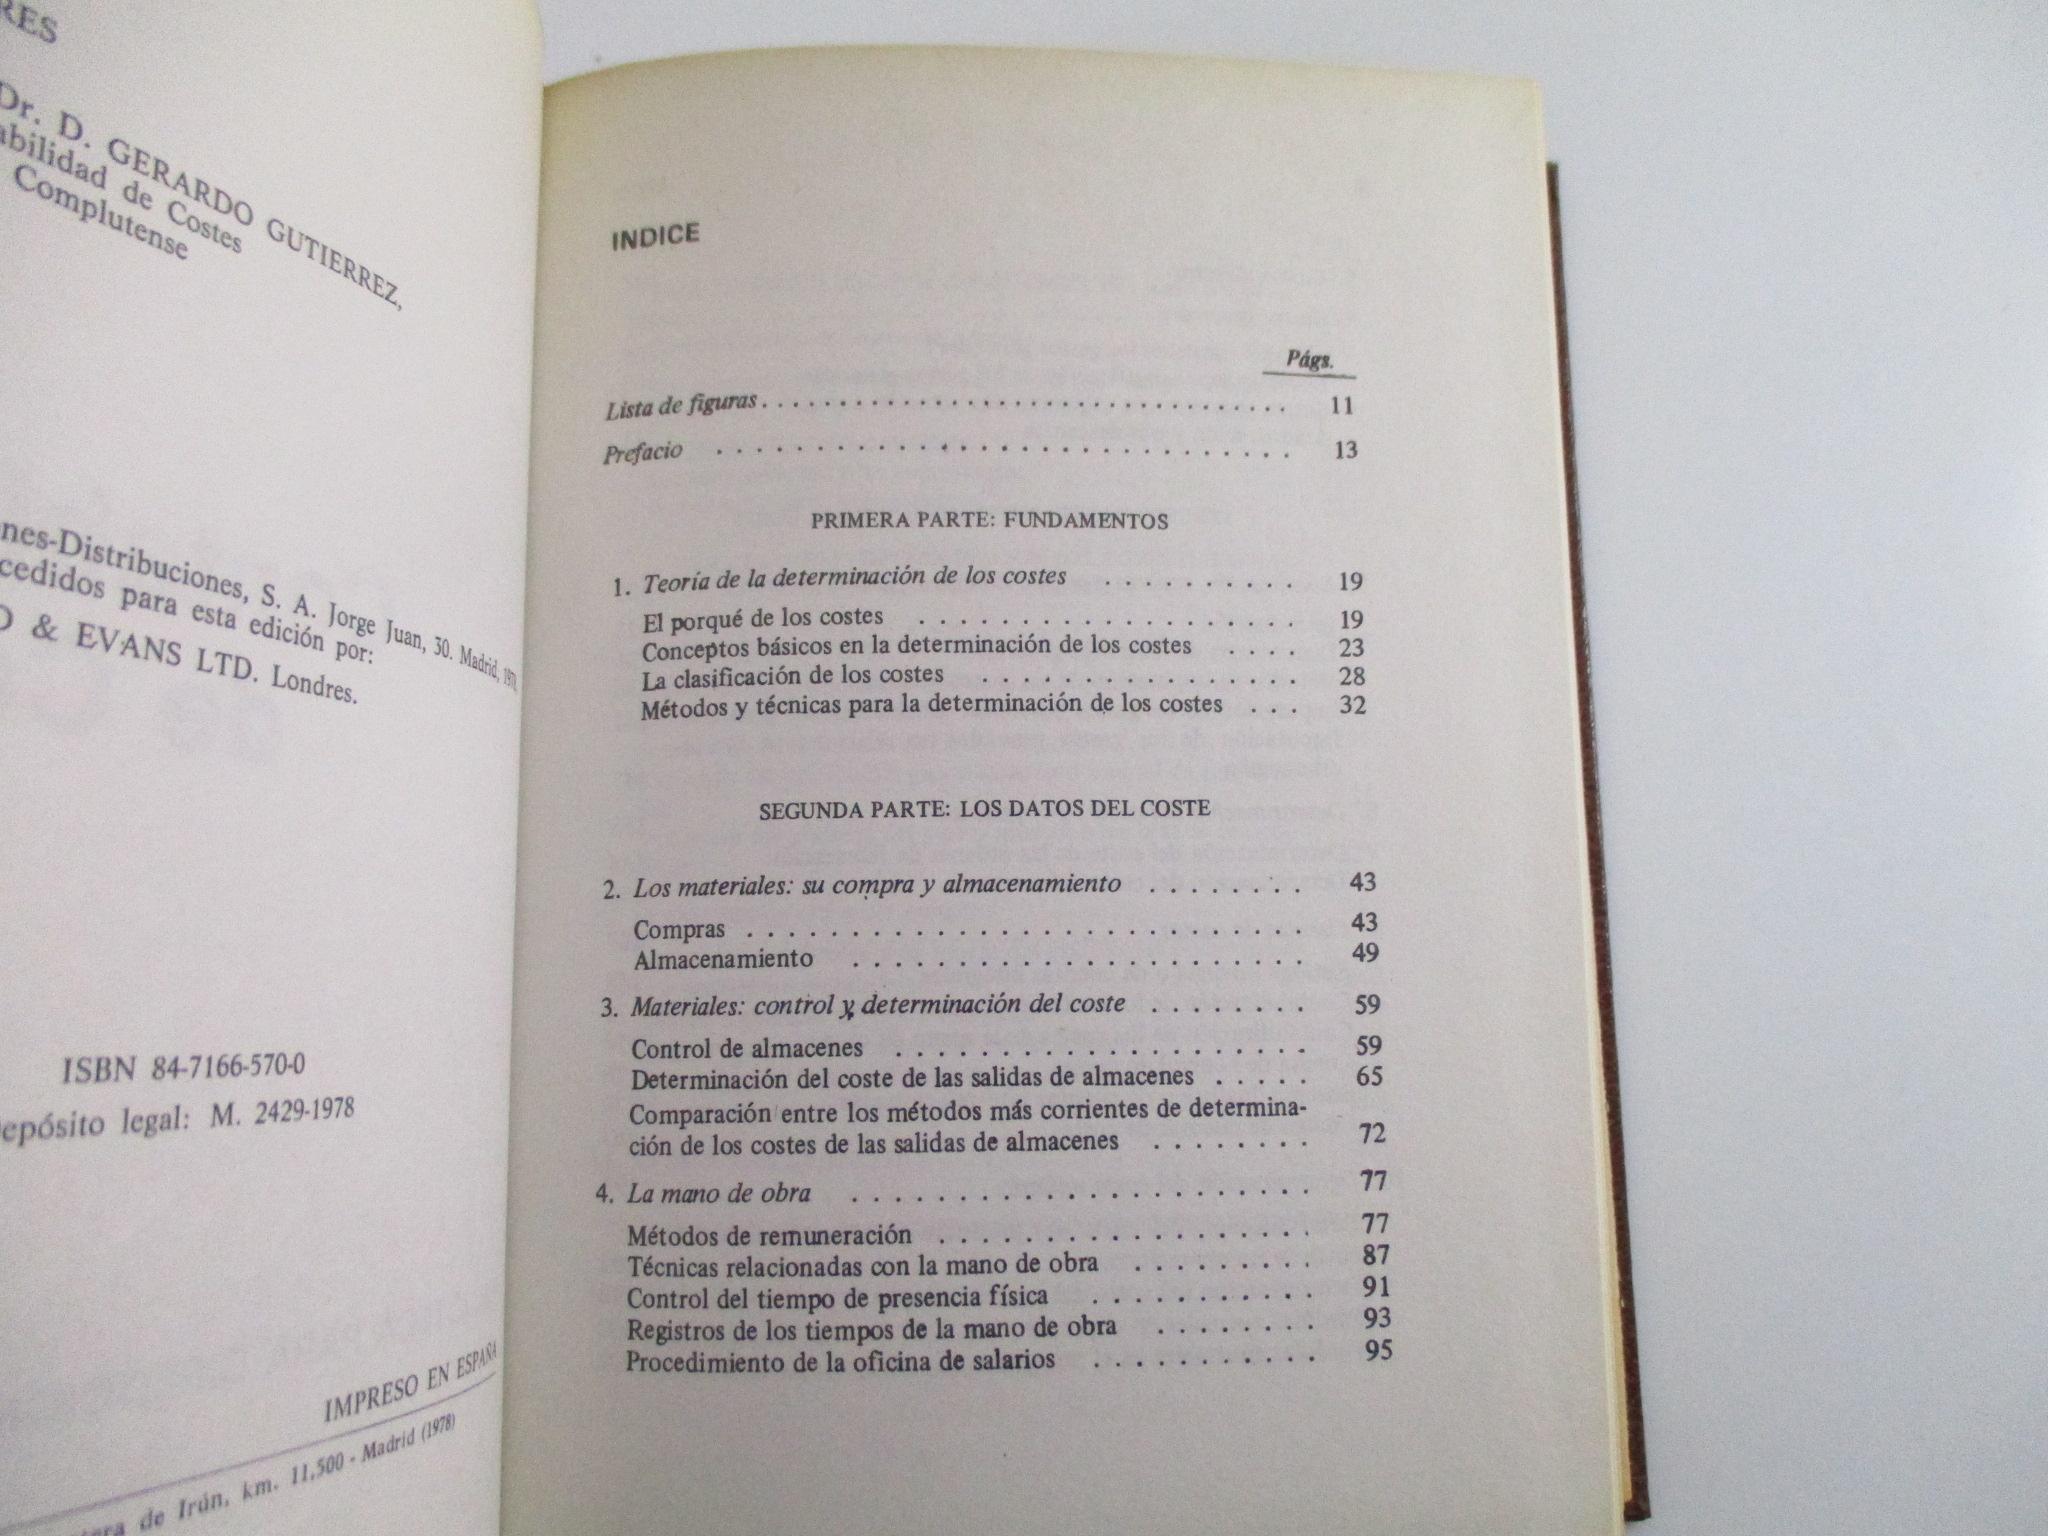 Dr. D. GERARDO GUTIERREZ,
de Costes
Complutense
S. A. Jorge Juan, 30. Madrid, 1978.
para esta edición por:
& EVANS LTD. Londres.
ISBN 84-7166-570-0
legal: M. 2429-1978
IMPRESO EN ESPAÑA
de Irún, km. 11,500 - Madrid (1978)
INDICE
Págs.
Lista de figuras . . . . . . . . . . . . . . . . . . . . . . . . . . . . . . . . . . 11
Prefacio . . . . . . . . . . . . . . . . . . . . . . . . . . . . . 13
PRIMERA PARTE: FUNDAMENTOS
1. Teoría de la determinación de los costes . . . . . . . . . . 19
El porqué de los costes . . . . . . . . . . . . . . . . . . . 19
Conceptos básicos en la determinación de los costes . . . . 23
La clasificación de los costes . . . . . . . . . . . . . . . . 28
Métodos y técnicas para la determinación de los costes . . . 32
SEGUNDA PARTE: LOS DATOS DEL COSTE
2. Los materiales: su compra y almacenamiento . . . . . . . . 43
Compras . . . . . . . . . . . . . . . . . . . . . . . . . . . 43
Almacenamiento . . . . . . . . . . . . . . . . . . . . . . 49
3. Materiales: control y determinación del coste . . . . . . . . 59
Control de almacenes . . . . . . . . . . . . . . . . . . . 59
Determinación del coste de las salidas de almacenes . . . . . 65
Comparación entre los métodos más corrientes de determina-
ción de los costes de las salidas de almacenes . . . . . . . . 72
4. La mano de obra . . . . . . . . . . . . . . . . . . . . . . 77
Métodos de remuneración . . . . . . . . . . . . . . . . . . 77
Técnicas relacionadas con la mano de obra . . . . . . . . . 87
Control del tiempo de presencia física . . . . . . . . . . . 91
Registros de los tiempos de la mano de obra . . . . . . . . 93
Procedimiento de la oficina de salarios . . . . . . . . . . . 95